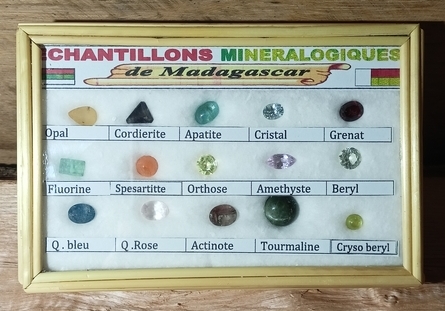 ECHANTILLONS MINERALOGIQUES
de Madagascar
Opal Cordierite Apatite Cristal Grenat
Fluorine Spesartitte Orthose Amethyste Beryl
Q. bleu Q.Rose Actinote Tourmaline Cryso beryl